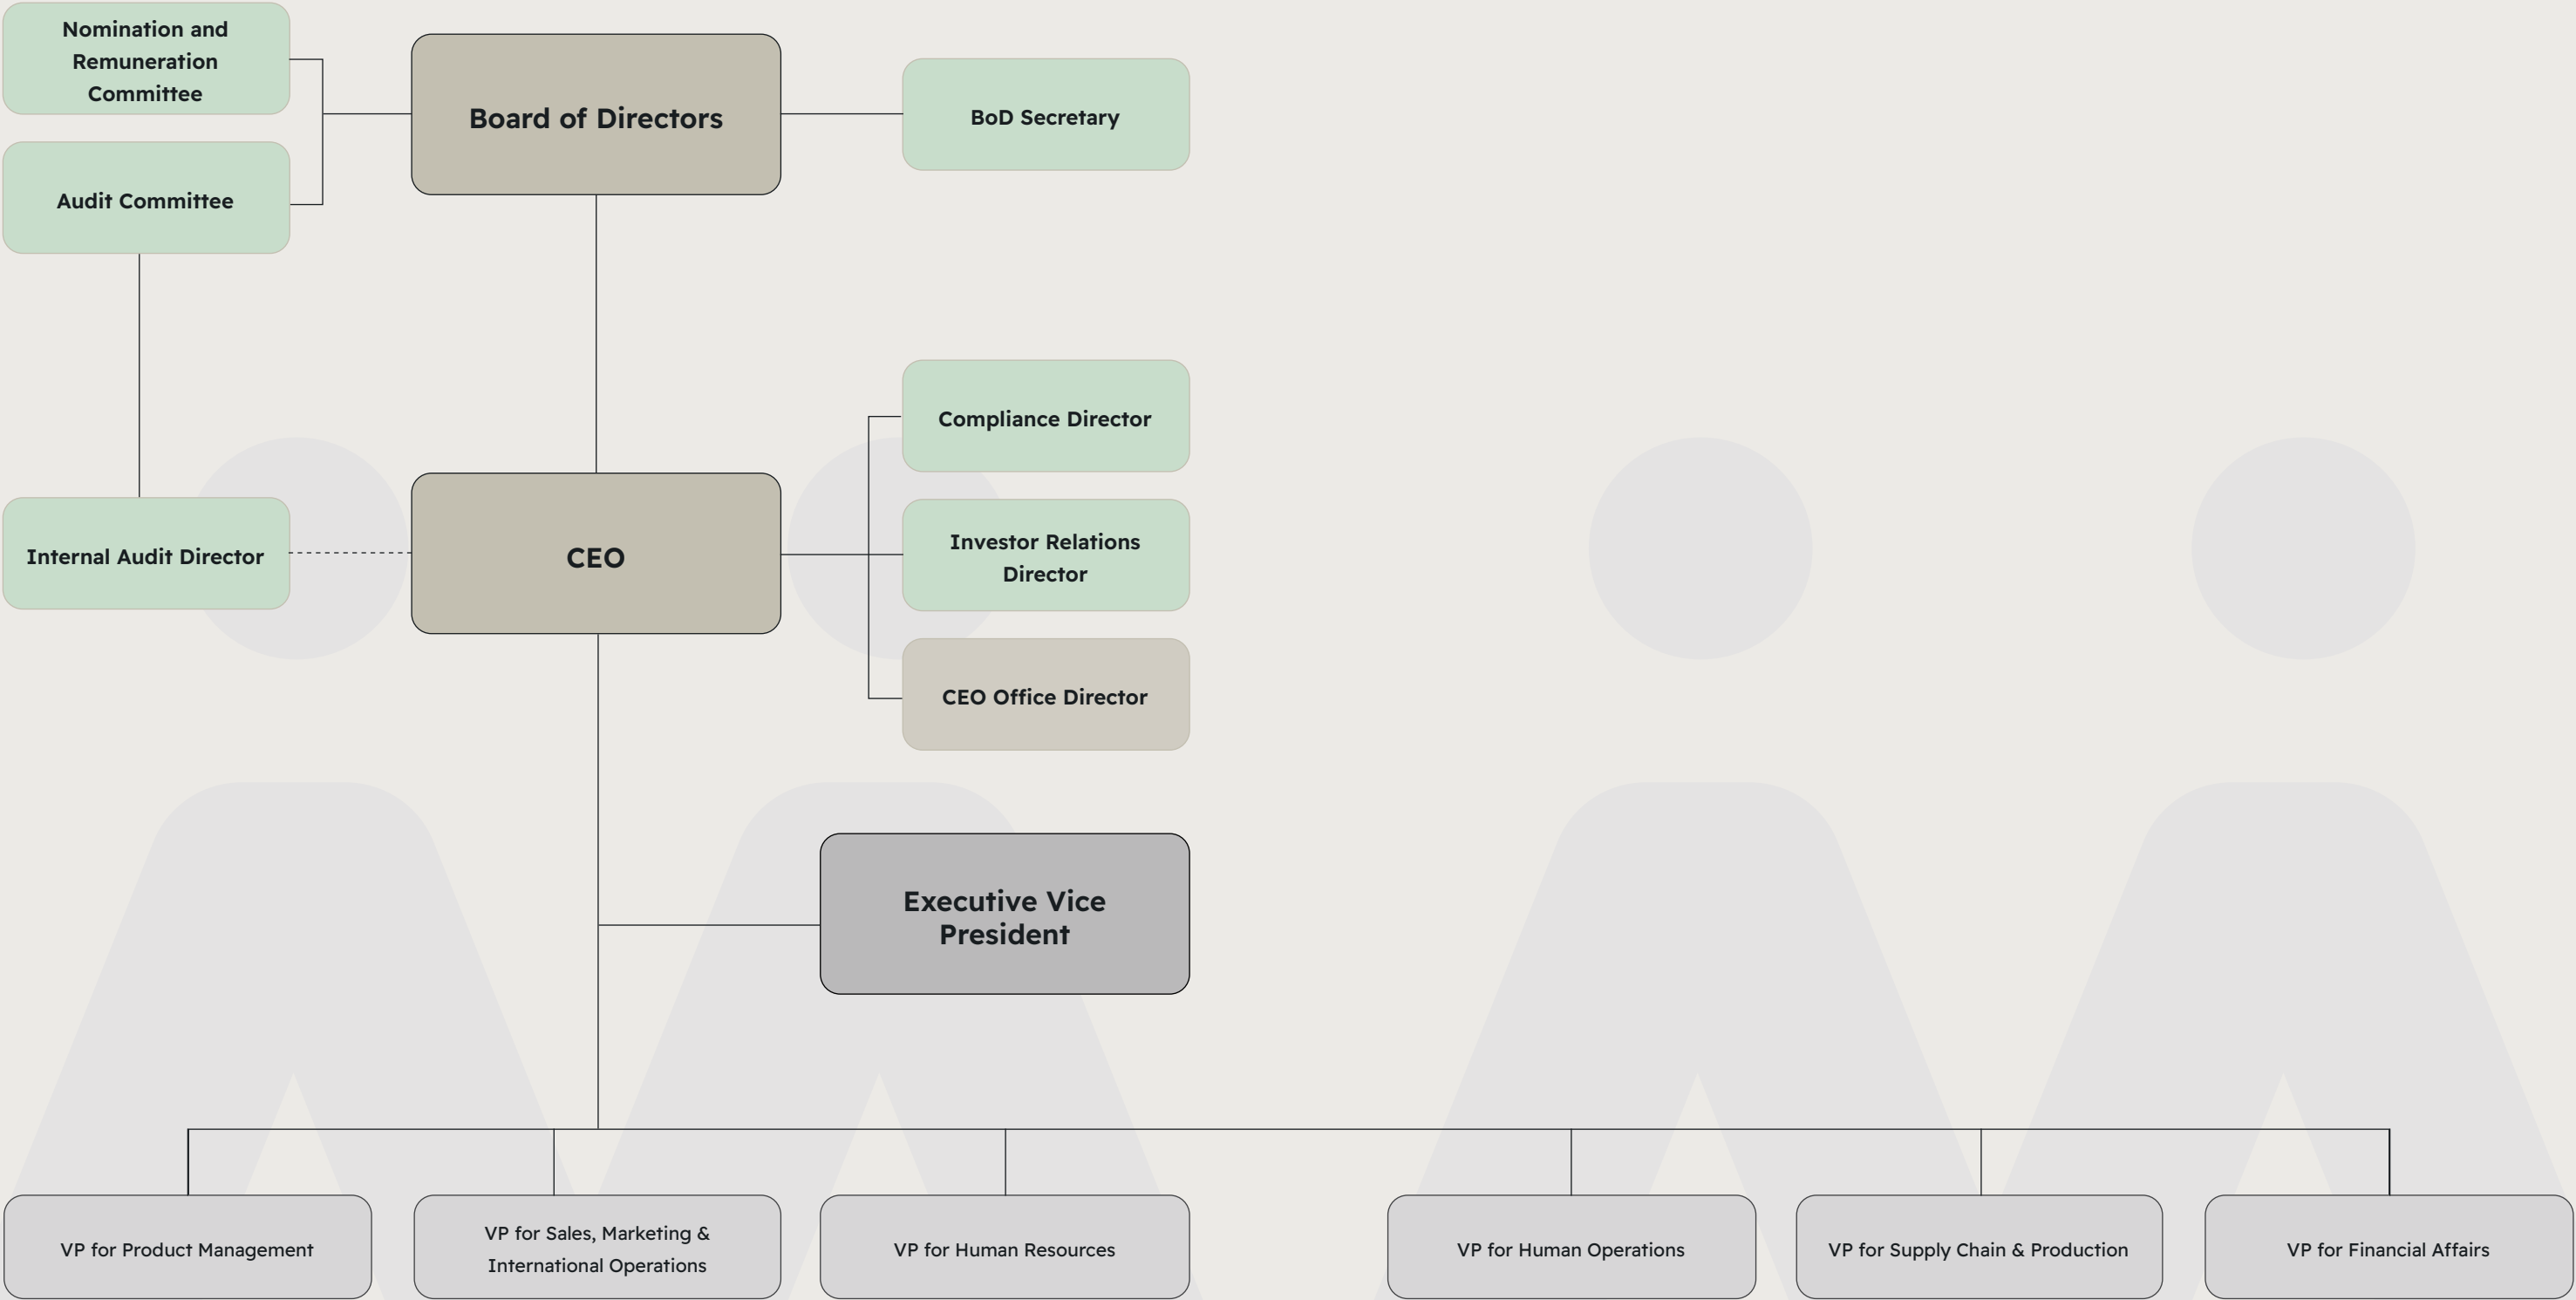 Nomination and
Remuneration
Committee
Board of Directors
BoD Secretary
Audit Committee
Compliance Director
Internal Audit Director
CEO
Investor Relations
Director
CEO Office Director
Executive Vice
President
VP for Product Management
VP for Sales, Marketing &
International Operations
VP for Human Resources
VP for Human Operations
VP for Supply Chain & Production
VP for Financial Affairs